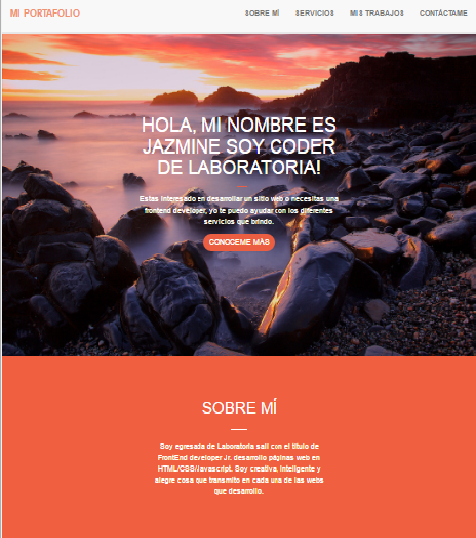 MI PORTAFOLIO
SOBRE MÍ SERVICIOS MIS TRABAJOS CONTÁCTAME
HOLA, MI NOMBRE ES
JAZMINE SOY CODER
DE LABORATORIA!
Estas interesado en desarrollar un sitio web o necesitas una
frontend developer, yo te puedo ayudar con los diferentes
servicios que brindo.
CONOCEME MÁS
SOBRE MÍ
Soy egresada de lLaboratoria salí con el título de
FrontEnd developer Jr. desarrollo páginas web en
HTML/CSS/Javascript. Soy creativa, inteligente y
alegre cosa que transmito en cada una de las webs
que desarrollo.